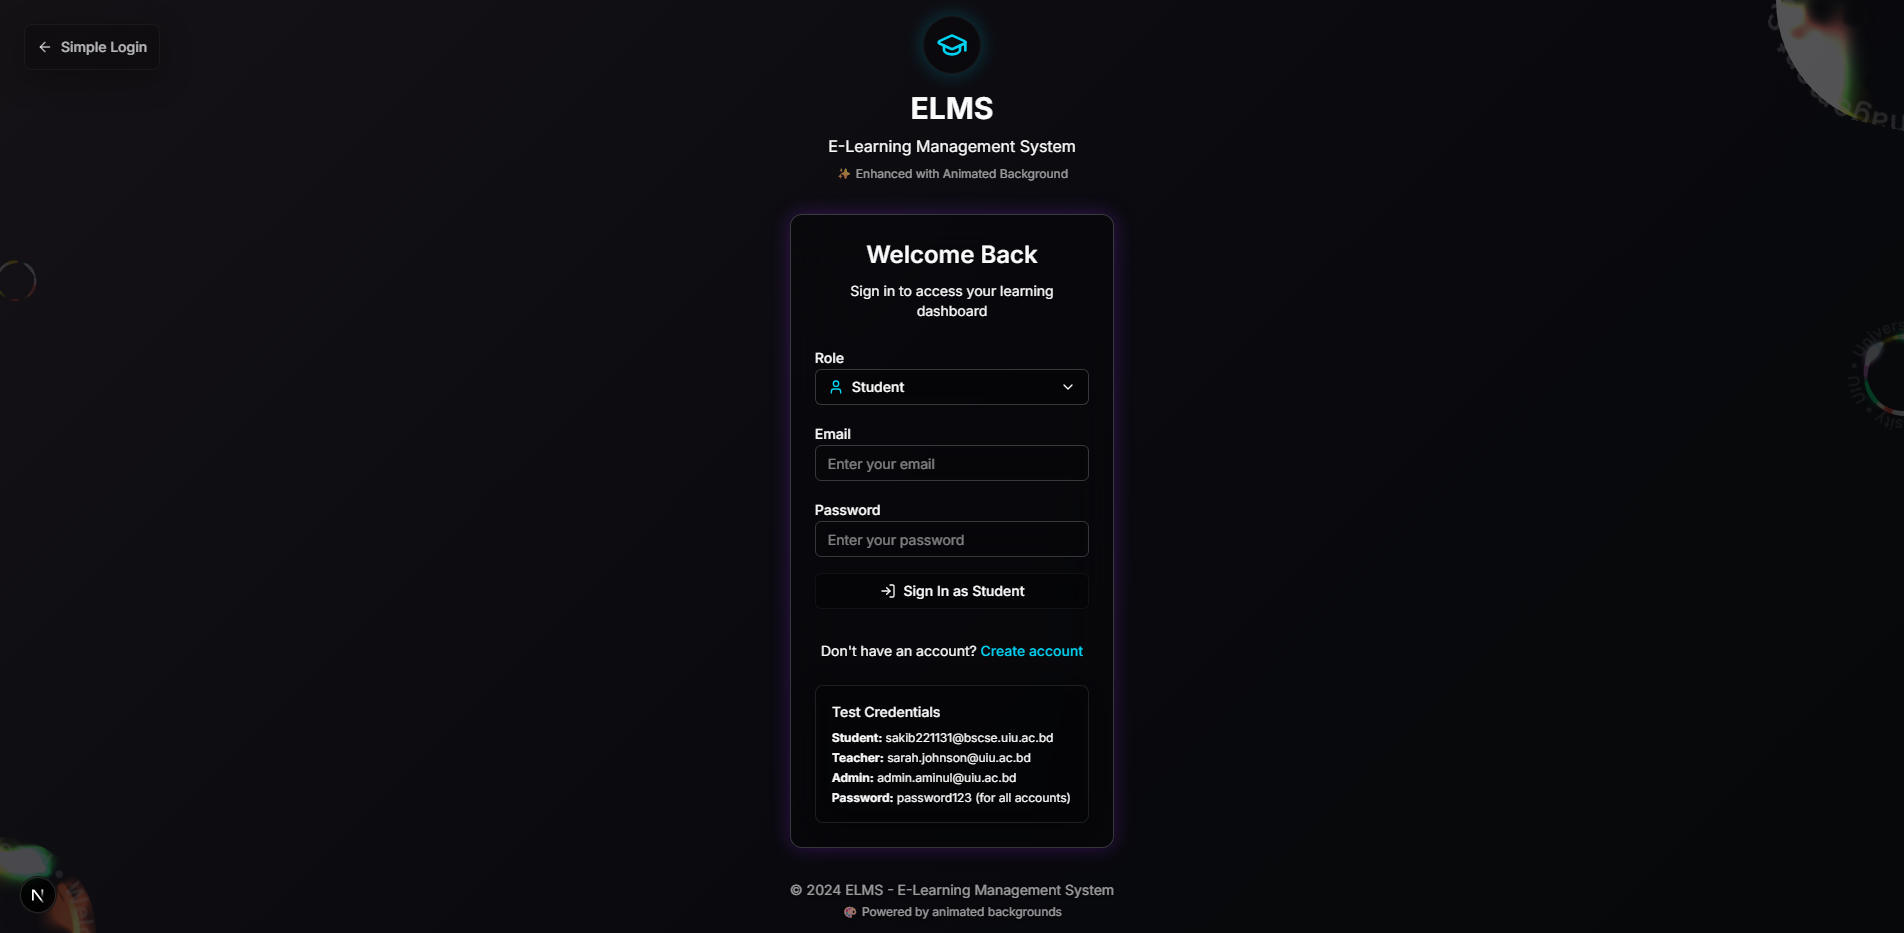 Simple Login
ELMS
E-Learning Management System
✨ Enhanced with Animated Background
Welcome Back
Sign in to access your learning
dashboard
Role
Student
Email
Enter your email
Password
Enter your password
Sign In as Student
Don't have an account? Create account
Test Credentials
Student: sakib221131@bscse.uiu.ac.bd
Teacher: sarah.johnson@uiu.ac.bd
Admin: admin.aminul@uiu.ac.bd
Password: password123 (for all accounts)
© 2024 ELMS - E-Learning Management System
🎨 Powered by animated backgrounds
N
UIU